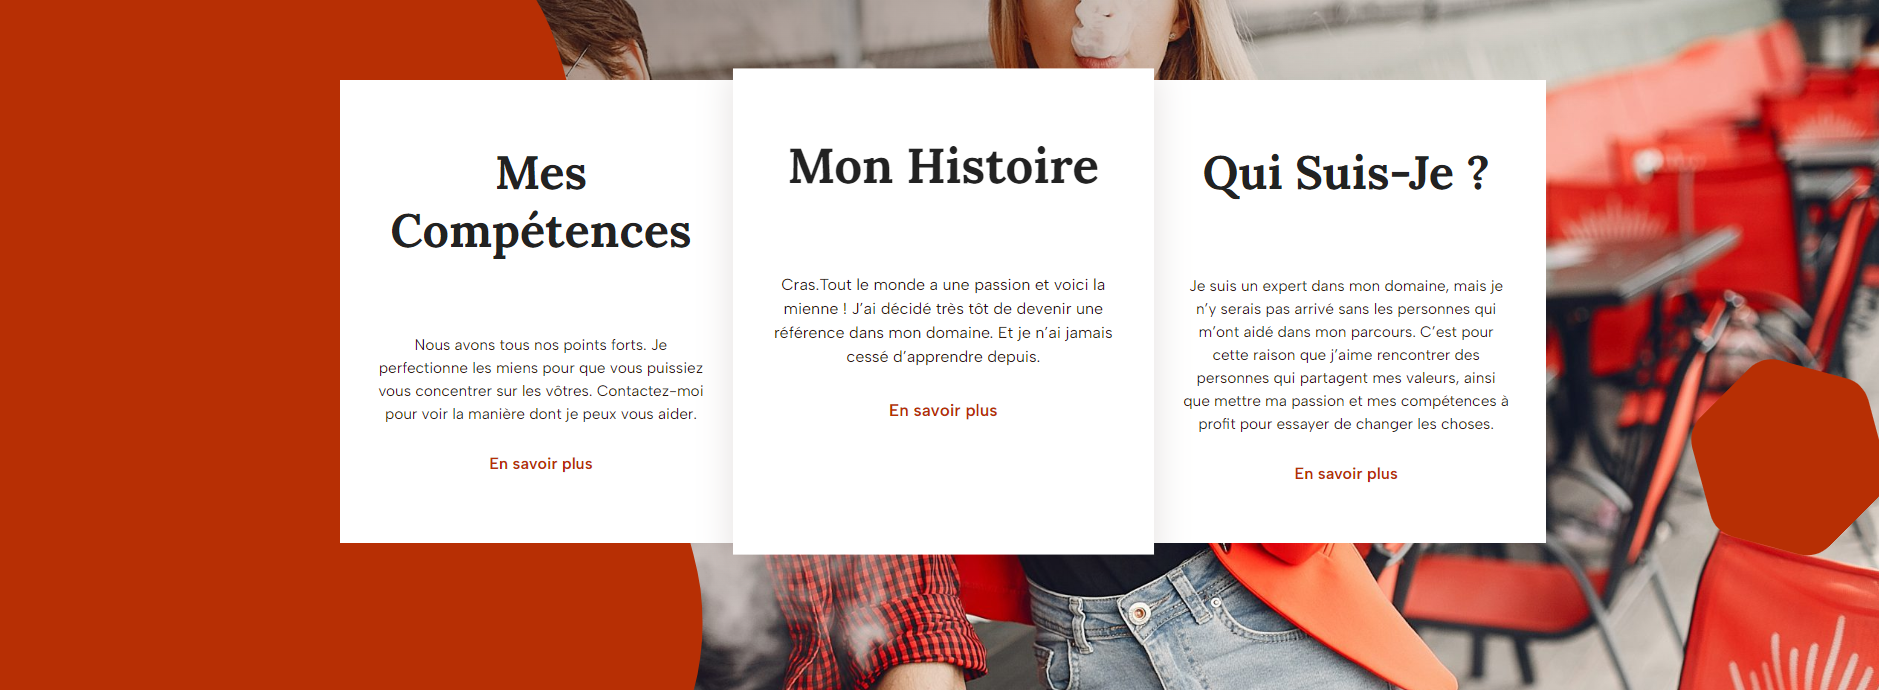 Mes
Compétences
Nous avons tous nos points forts. Je
perfectionne les miens pour que vous puissiez
vous concentrer sur les vôtres. Contactez-moi
pour voir la manière dont je peux vous aider.
En savoir plus
Mon Histoire
Cras.Tout le monde a une passion et voici la
mienne ! J’ai décidé très tôt de devenir une
référence dans mon domaine. Et je n’ai jamais
cessé d’apprendre depuis.
En savoir plus
Qui Suis-Je ?
Je suis un expert dans mon domaine, mais je
n’y serais pas arrivé sans les personnes qui
m’ont aidé dans mon parcours. C’est pour
cette raison que j’aime rencontrer des
personnes qui partagent mes valeurs, ainsi
que mettre ma passion et mes compétences à
profit pour essayer de changer les choses.
En savoir plus